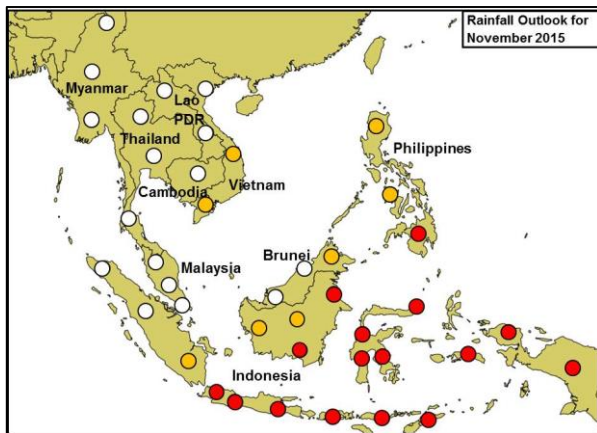 Rainfall Outlook for
November 2015
Myanmar
Lao
PDR
Thailand
Philippines
Cambodia
Vietnam
Brunei
Malaysia
Indonesia